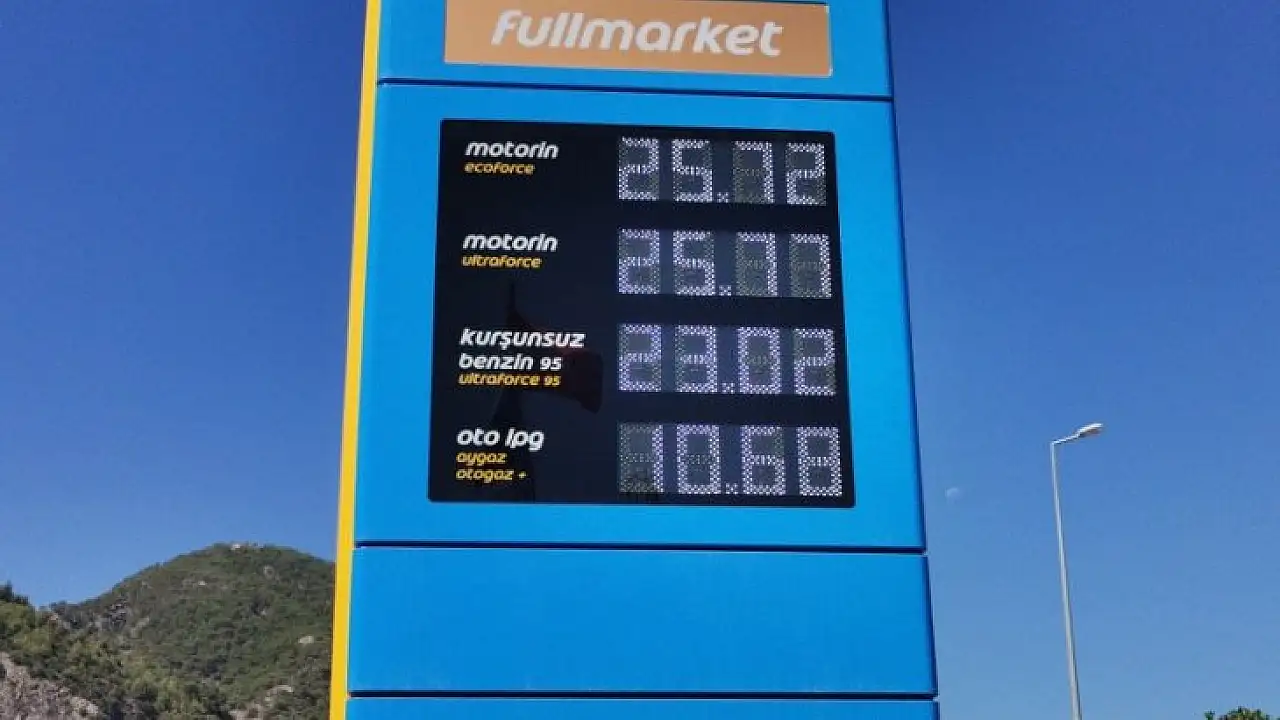 fullmarket
motorin 25.72
ecoforce
motorin 25.77
ultraforce
kurşunsuz
benzin 95 23.02
ultraforce 95
oto lpg 10.68
aygaz
otogaz +